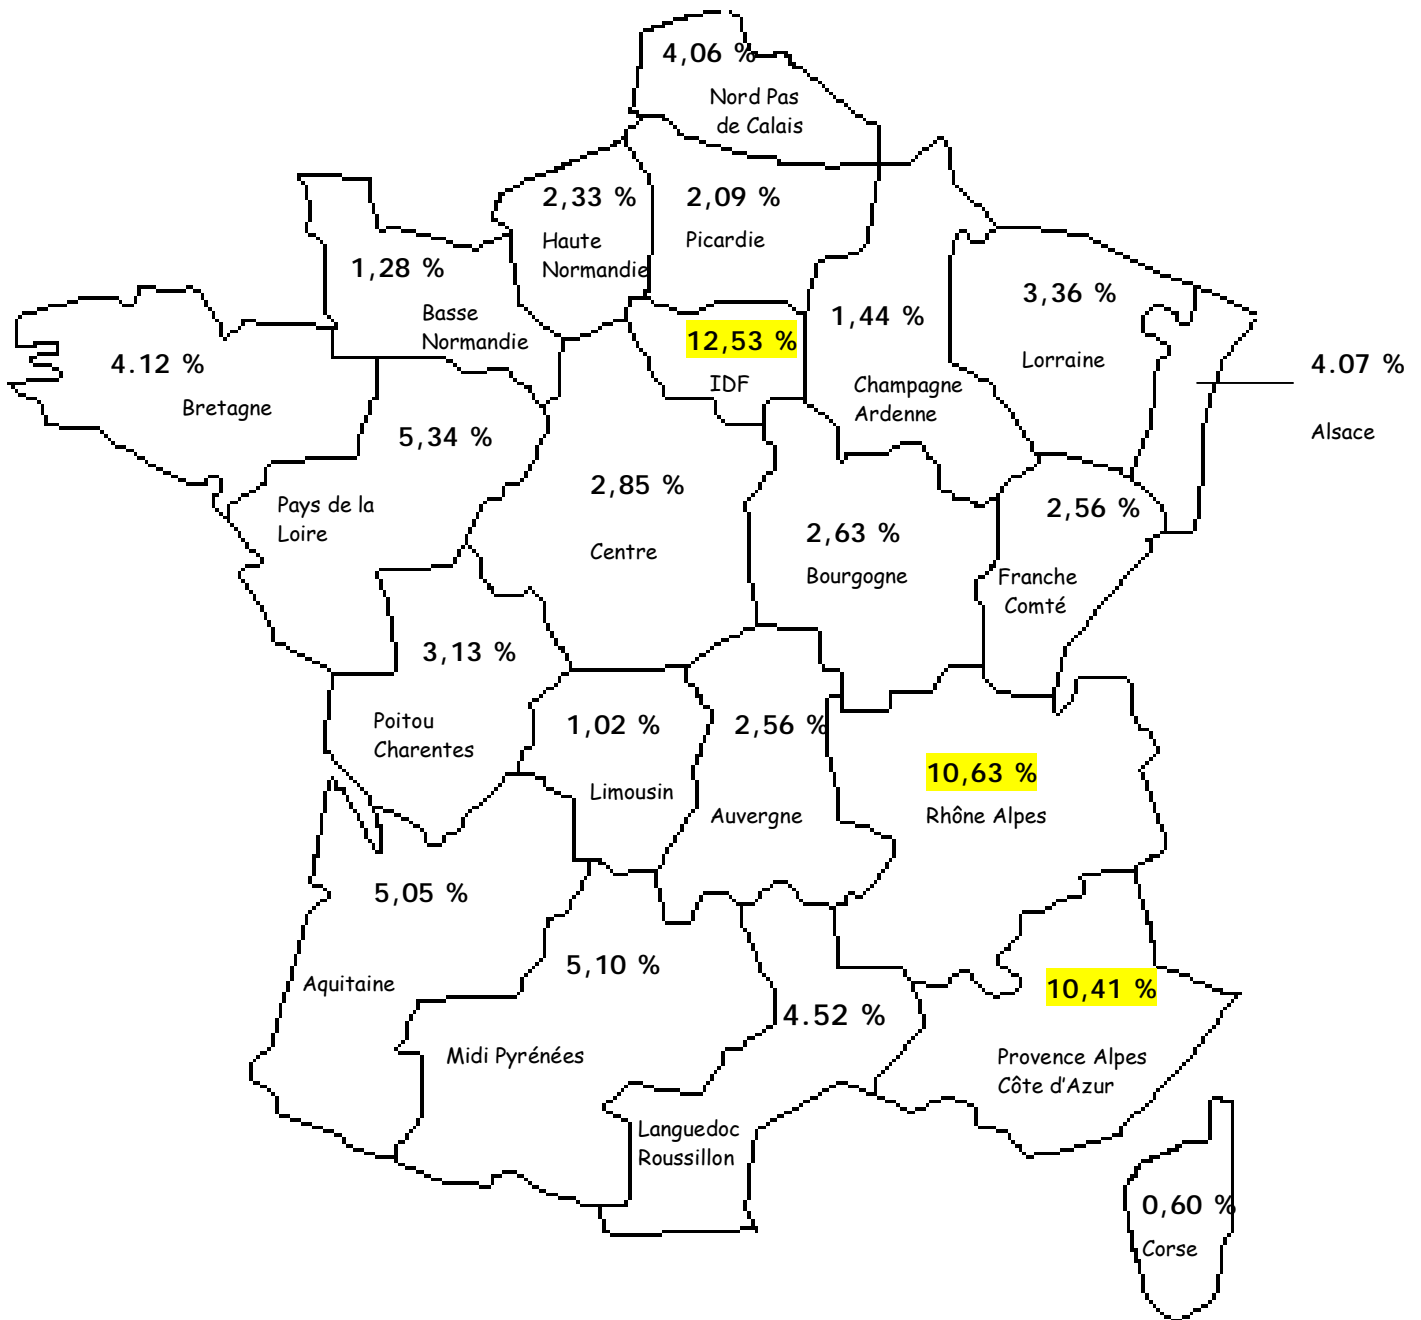 4,06 %
Nord Pas
de Calais
2,33 %
Haute
Normandie
2,09 %
Picardie
1,28 %
Basse
Normandie
4.12 %
Bretagne
12,53 %
IDF
1,44 %
Champagne
Ardenne
3,36 %
Lorraine
4.07 %
Alsace
5,34 %
Pays de la
Loire
2,85 %
Centre
2,63 %
Bourgogne
2,56 %
Franche
Comté
3,13 %
Poitou
Charentes
1,02 %
Limousin
2,56 %
Auvergne
10,63 %
Rhône Alpes
5,05 %
Aquitaine
5,10 %
Midi Pyrénées
4.52 %
Languedoc
Roussillon
10,41 %
Provence Alpes
Côte d'Azur
0,60 %
Corse